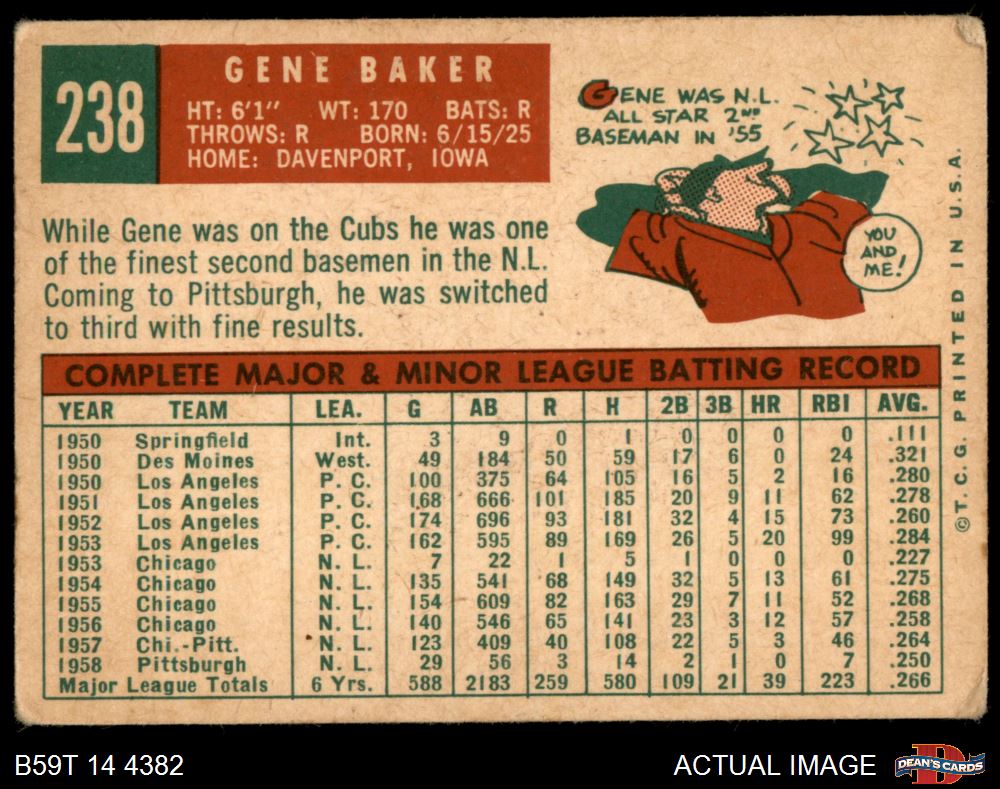 238
GENE BAKER
HT: 6'1" WT: 170 BATS: R
THROWS: R BORN: 6/15/25
HOME: DAVENPORT, IOWA
GENE WAS N.L.
ALL STAR 2ND
BASEMAN IN '55
YOU AND ME!
While Gene was on the Cubs he was one
of the finest second basemen in the N.L.
Coming to Pittsburgh, he was switched
to third with fine results.
COMPLETE MAJOR & MINOR LEAGUE BATTING RECORD
YEAR TEAM LEA. G AB R H 2B 3B HR RBI AVG.
1950 Springfield Int. 3 9 0 1 0 0 0 0 .111
1950 Des Moines West. 49 184 50 59 17 6 0 24 .321
1950 Los Angeles P. C. 100 375 64 105 16 5 2 16 .280
1951 Los Angeles P. C. 168 666 101 185 20 9 11 62 .278
1952 Los Angeles P. C. 174 696 93 181 32 4 15 73 .260
1953 Los Angeles P. C. 162 595 89 169 26 5 20 99 .284
1953 Chicago N. L. 7 22 1 5 1 0 0 0 .227
1954 Chicago N. L. 135 541 68 149 32 5 13 61 .275
1955 Chicago N. L. 154 609 82 163 29 7 11 52 .268
1956 Chicago N. L. 140 546 65 141 23 3 12 57 .258
1957 Chi.-Pitt. N. L. 123 409 40 108 22 5 3 46 .264
1958 Pittsburgh N. L. 29 56 3 14 2 1 0 7 .250
Major League Totals 6 Yrs. 588 2183 259 580 109 21 39 223 .266
©T. C. G. PRINTED IN U.S.A.
B59T 14 4382
ACTUAL IMAGE
D
DEAN'S CARDS